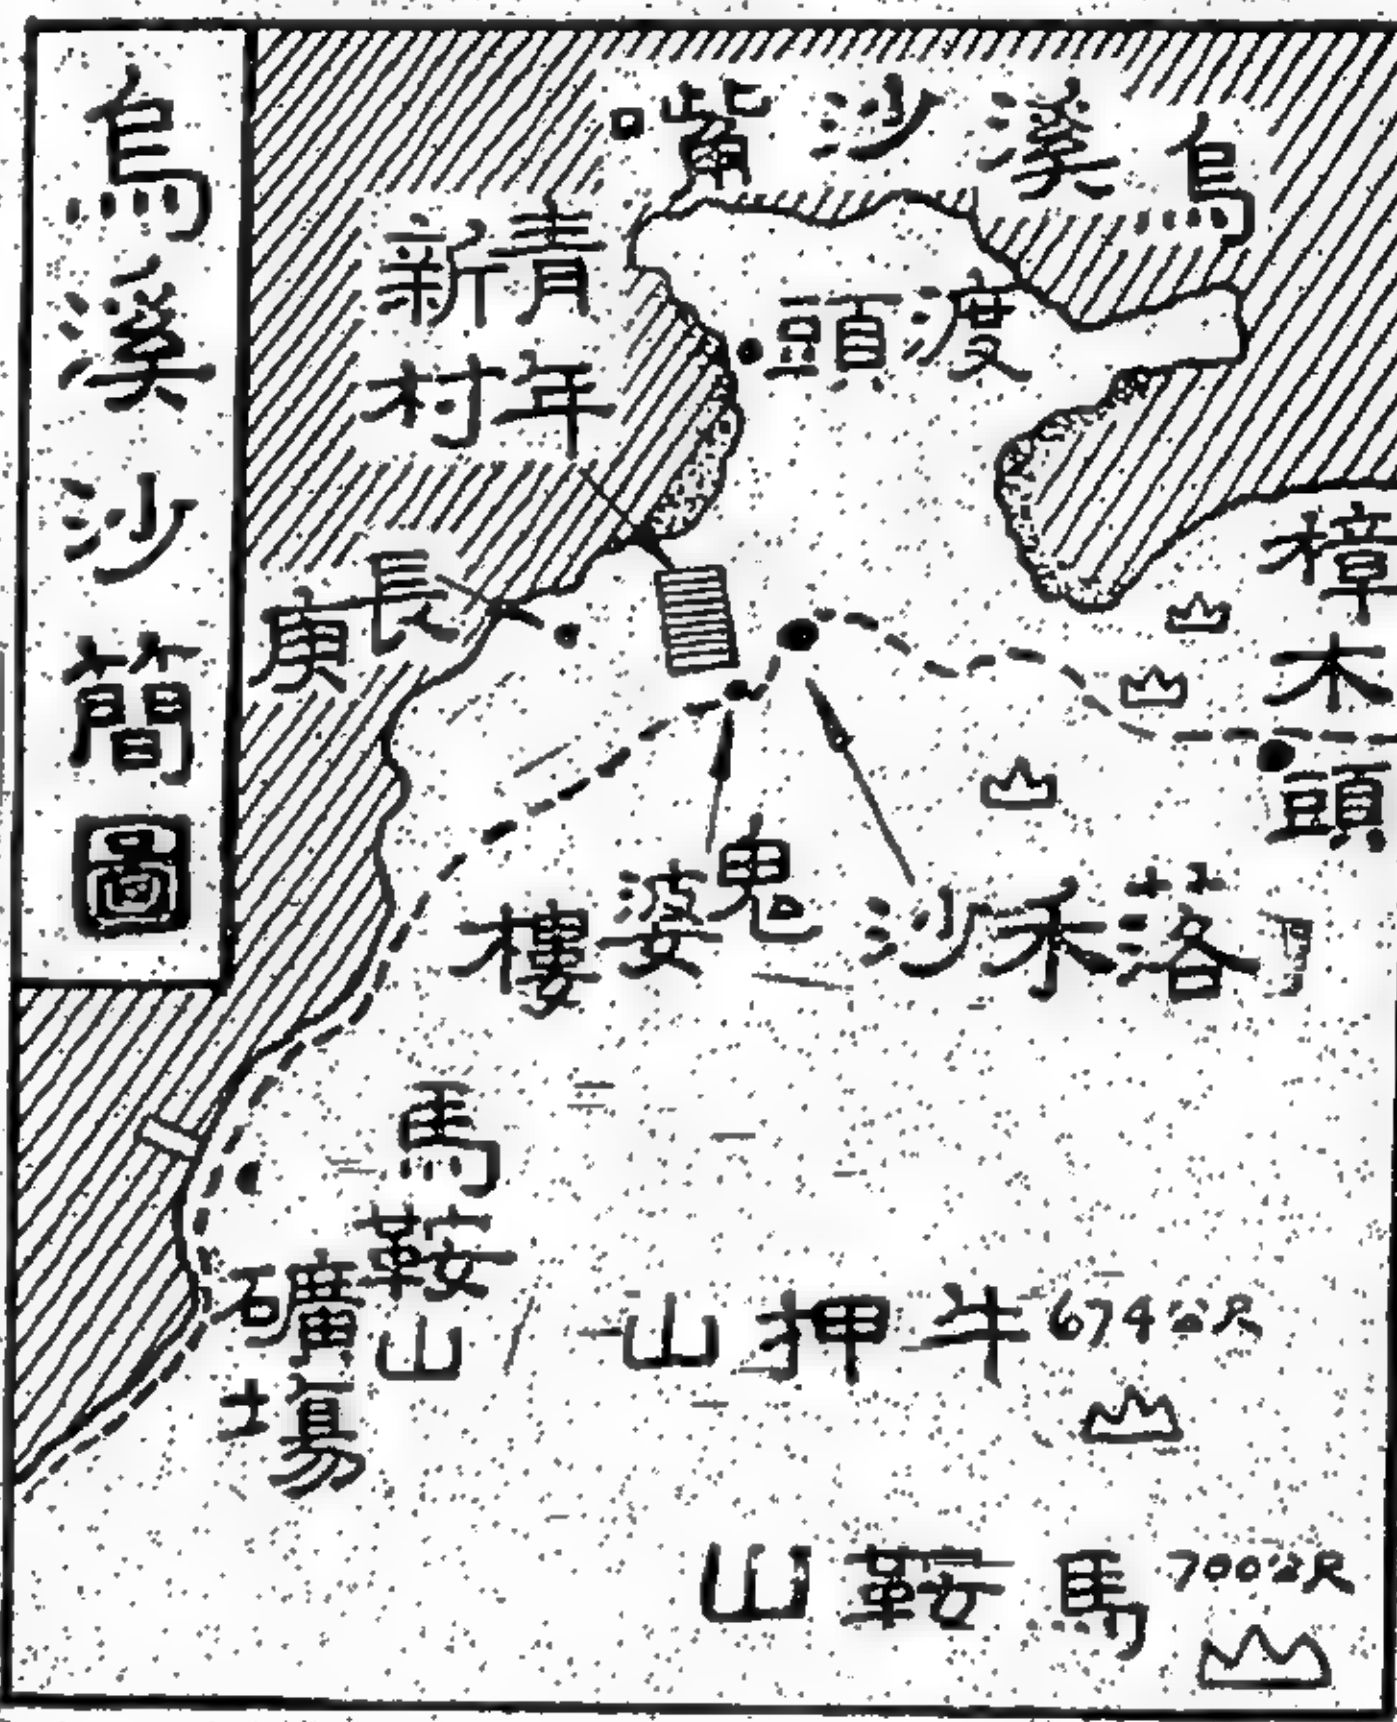 烏溪沙簡圖
烏溪沙嘴
青年
新村
渡頭
長庚
樟木頭
鬼婆樓
落禾沙
馬鞍山
礦場
牛押山 674公尺
馬鞍山 700公尺